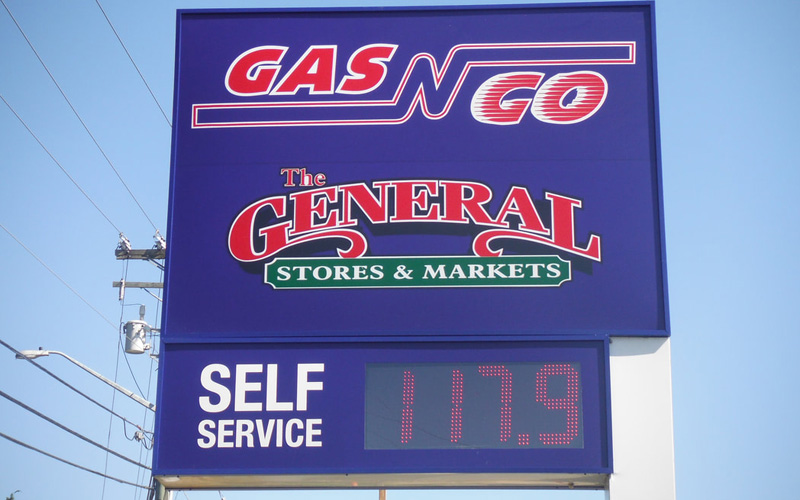 GAS N GO
The
GENERAL
STORES & MARKETS
SELF
SERVICE
117.9